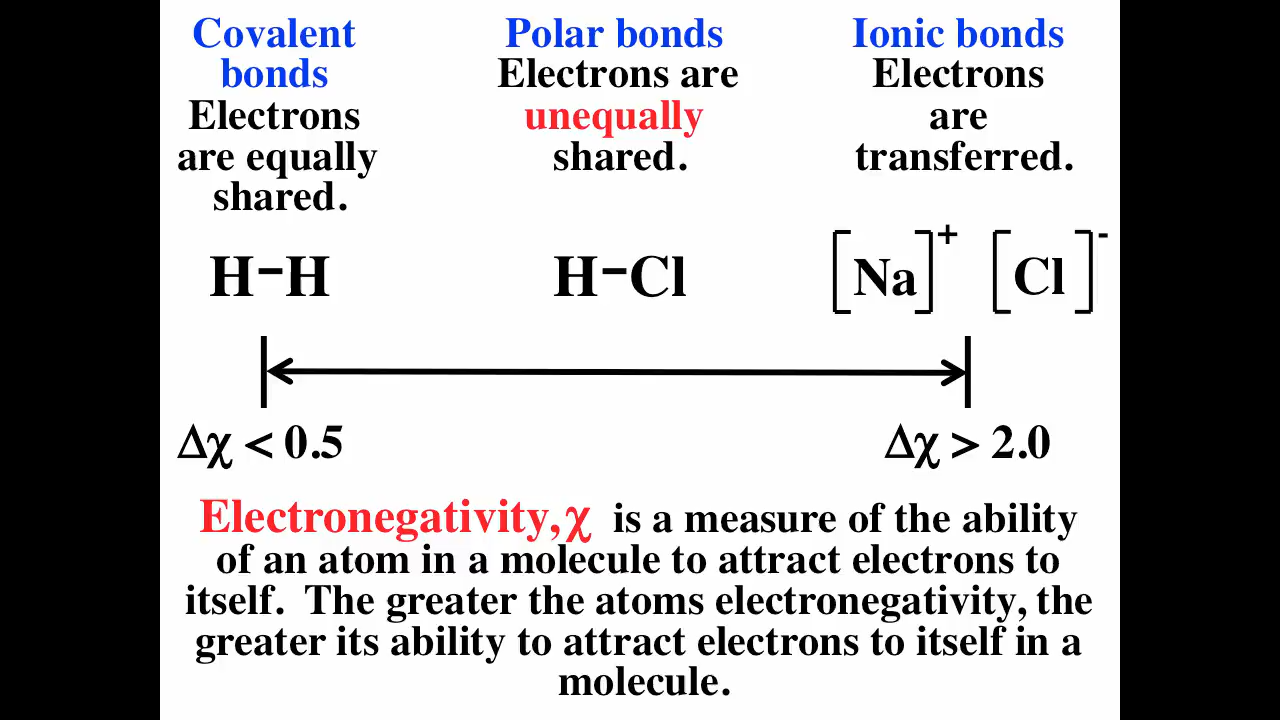 Covalent bonds
Electrons are equally shared.
Polar bonds
Electrons are unequally shared.
Ionic bonds
Electrons are transferred.
H-H
H-Cl
[Na]+ [Cl]-
Δχ < 0.5
Δχ > 2.0
Electronegativity, χ is a measure of the ability
of an atom in a molecule to attract electrons to
itself. The greater the atoms electronegativity, the
greater its ability to attract electrons to itself in a
molecule.